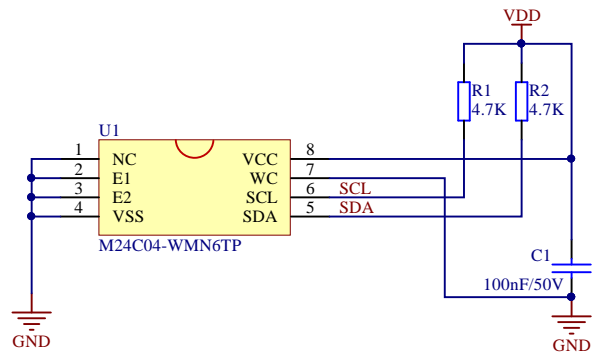 VDD
R1
4.7K
R2
4.7K
U1
1 NC VCC 8
2 E1 WC 7
3 E2 SCL 6 SCL
4 VSS SDA 5 SDA
M24C04-WMN6TP
C1
100nF/50V
GND
GND